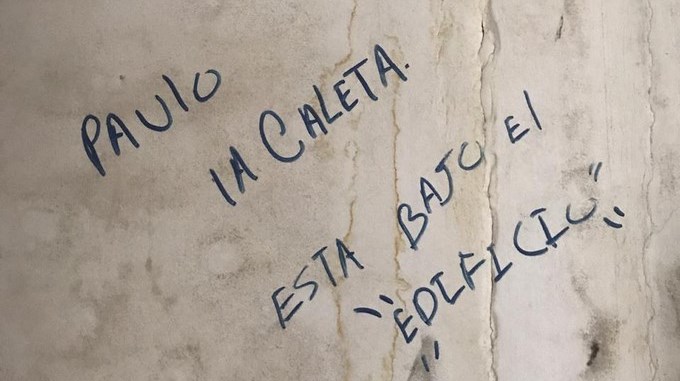 PAUlO
lA CALETA.
ESTA BAJO El
"EDIFICIO"